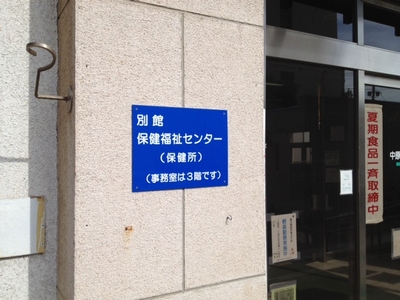 別館
保健福祉センター
（保健所）
（事務室は３階です）
夏期食品一斉取締中